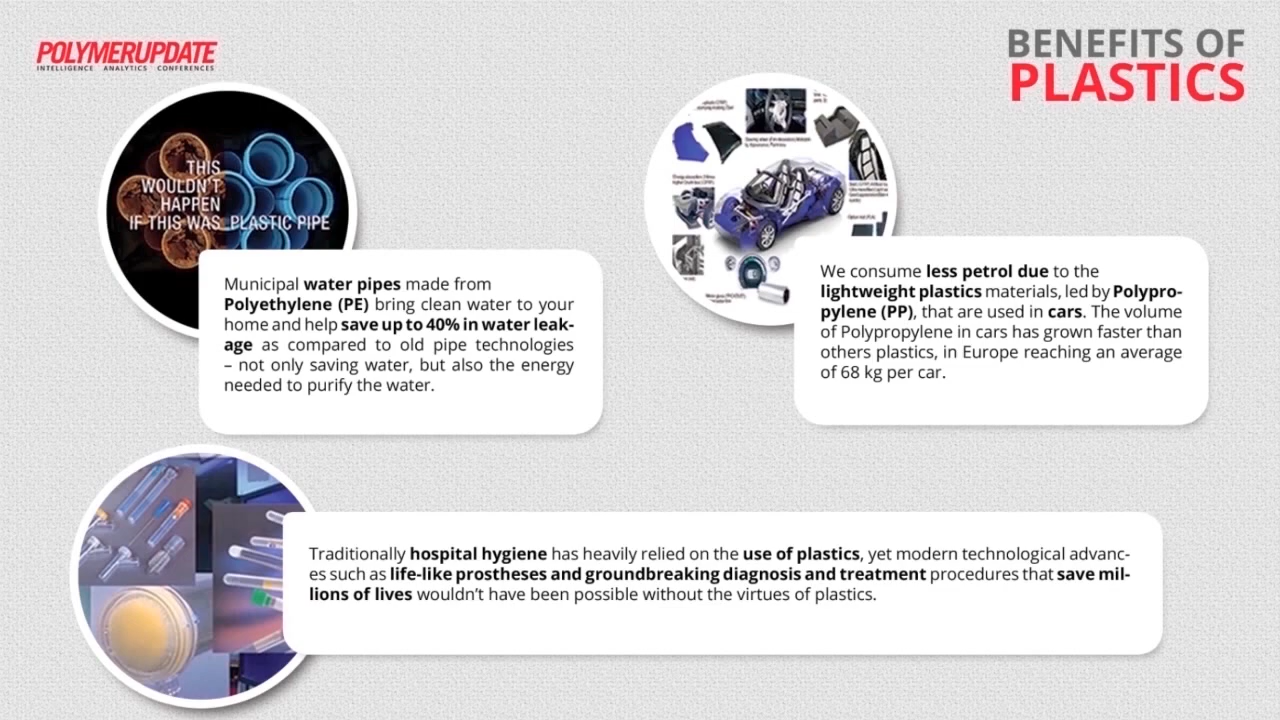 POLYMERUPDATE
INTELLIGENCE ANALYTICS CONFERENCES
BENEFITS OF
PLASTICS
THIS
WOULDN'T
HAPPEN
IF THIS WAS PLASTIC PIPE
Municipal water pipes made from
Polyethylene (PE) bring clean water to your
home and help save up to 40% in water leak-
age as compared to old pipe technologies
– not only saving water, but also the energy
needed to purify the water.
We consume less petrol due to the
lightweight plastics materials, led by Polypro-
pylene (PP), that are used in cars. The volume
of Polypropylene in cars has grown faster than
others plastics, in Europe reaching an average
of 68 kg per car.
Traditionally hospital hygiene has heavily relied on the use of plastics, yet modern technological advanc-
es such as life-like prostheses and groundbreaking diagnosis and treatment procedures that save mil-
lions of lives wouldn't have been possible without the virtues of plastics.